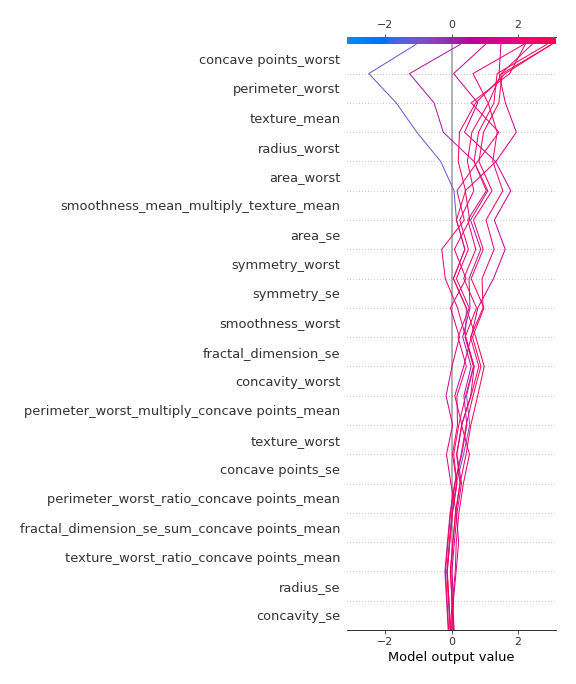 −2 0 2
concave points_worst
perimeter_worst
texture_mean
radius_worst
area_worst
smoothness_mean_multiply_texture_mean
area_se
symmetry_worst
symmetry_se
smoothness_worst
fractal_dimension_se
concavity_worst
perimeter_worst_multiply_concave points_mean
texture_worst
concave points_se
perimeter_worst_ratio_concave points_mean
fractal_dimension_se_sum_concave points_mean
texture_worst_ratio_concave points_mean
radius_se
concavity_se
−2 0 2
Model output value